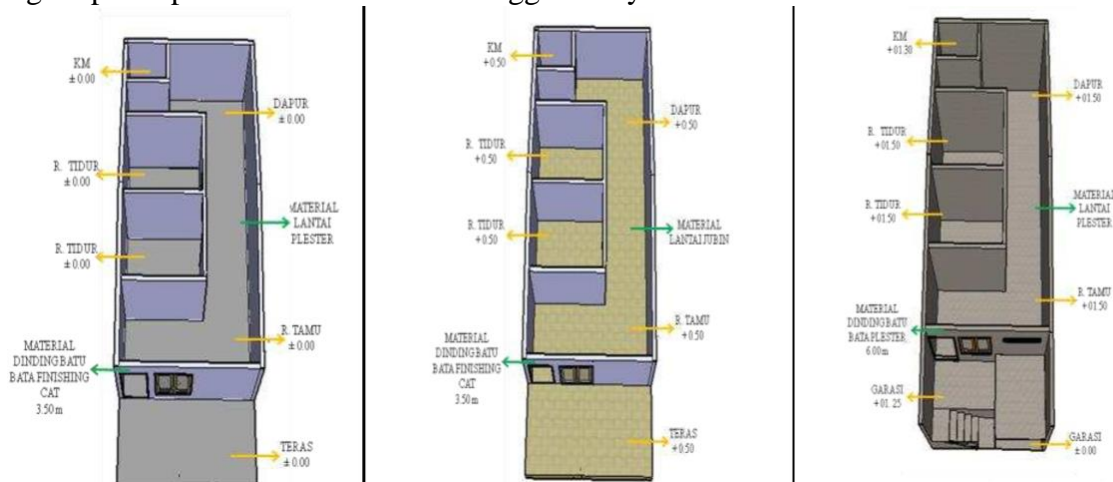 KM
±0.00
DAPUR
±0.00
R. TIDUR
±0.00
MATERIAL
LANTAI
PLESTER
R. TIDUR
±0.00
R. TAMU
±0.00
MATERIAL
DINDING BATU
BATA FINISHING
CAT
3.50 m
TERAS
±0.00
KM
+0.50
DAPUR
+0.50
R. TIDUR
+0.50
R. TIDUR
+0.50
MATERIAL
LANTAI UBIN
R. TAMU
+0.50
MATERIAL
DINDING BATU
BATA FINISHING
CAT
3.50 m
TERAS
+0.50
KM
+01.30
DAPUR
+01.50
R. TIDUR
+01.50
MATERIAL
LANTAI
PLESTER
R. TIDUR
+01.50
R. TAMU
+01.50
MATERIAL
DINDING BATU
BATA PLESTER
6.00 m
GARASI
+01.25
GARASI
±0.00